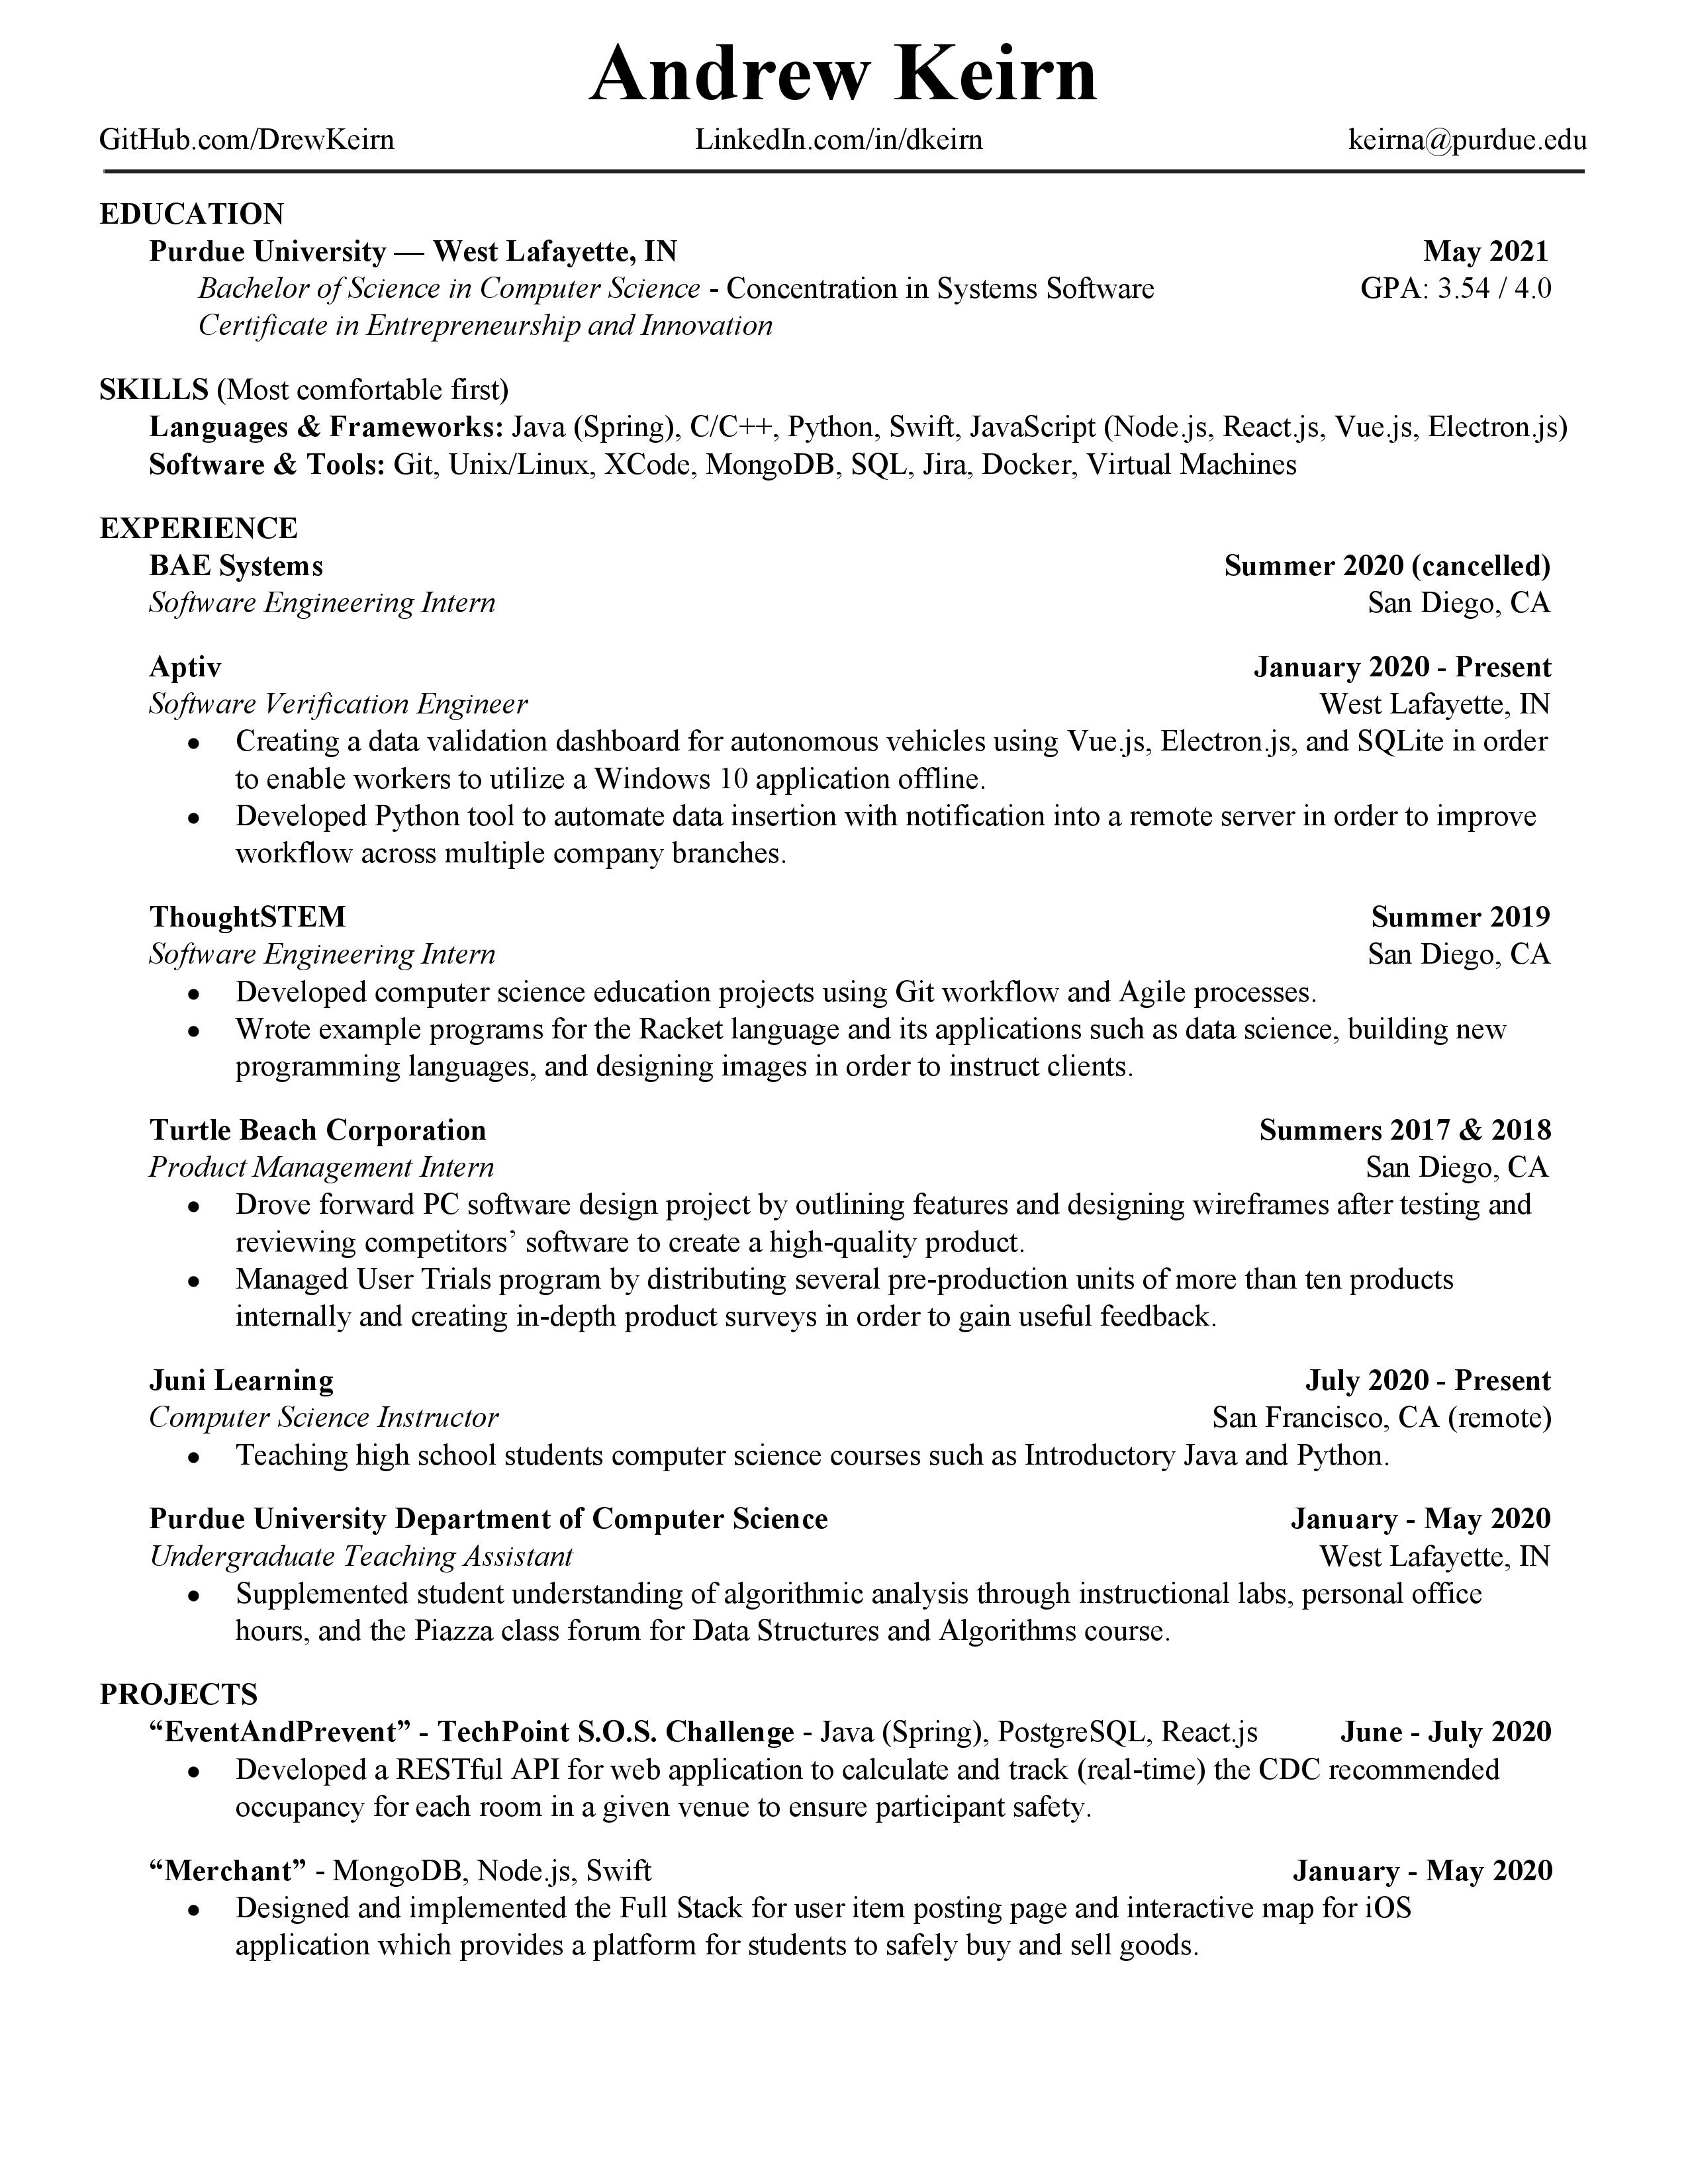 Andrew Keirn
GitHub.com/DrewKeirn LinkedIn.com/in/dkeirn keirna@purdue.edu
EDUCATION
Purdue University — West Lafayette, IN May 2021
Bachelor of Science in Computer Science - Concentration in Systems Software GPA: 3.54 / 4.0
Certificate in Entrepreneurship and Innovation
SKILLS (Most comfortable first)
Languages & Frameworks: Java (Spring), C/C++, Python, Swift, JavaScript (Node.js, React.js, Vue.js, Electron.js)
Software & Tools: Git, Unix/Linux, XCode, MongoDB, SQL, Jira, Docker, Virtual Machines
EXPERIENCE
BAE Systems Summer 2020 (cancelled)
Software Engineering Intern San Diego, CA
Aptiv January 2020 - Present
Software Verification Engineer West Lafayette, IN
● Creating a data validation dashboard for autonomous vehicles using Vue.js, Electron.js, and SQLite in order
to enable workers to utilize a Windows 10 application offline.
● Developed Python tool to automate data insertion with notification into a remote server in order to improve
workflow across multiple company branches.
ThoughtSTEM Summer 2019
Software Engineering Intern San Diego, CA
● Developed computer science education projects using Git workflow and Agile processes.
● Wrote example programs for the Racket language and its applications such as data science, building new
programming languages, and designing images in order to instruct clients.
Turtle Beach Corporation Summers 2017 & 2018
Product Management Intern San Diego, CA
● Drove forward PC software design project by outlining features and designing wireframes after testing and
reviewing competitors’ software to create a high-quality product.
● Managed User Trials program by distributing several pre-production units of more than ten products
internally and creating in-depth product surveys in order to gain useful feedback.
Juni Learning July 2020 - Present
Computer Science Instructor San Francisco, CA (remote)
● Teaching high school students computer science courses such as Introductory Java and Python.
Purdue University Department of Computer Science January - May 2020
Undergraduate Teaching Assistant West Lafayette, IN
● Supplemented student understanding of algorithmic analysis through instructional labs, personal office
hours, and the Piazza class forum for Data Structures and Algorithms course.
PROJECTS
“EventAndPrevent” - TechPoint S.O.S. Challenge - Java (Spring), PostgreSQL, React.js June - July 2020
● Developed a RESTful API for web application to calculate and track (real-time) the CDC recommended
occupancy for each room in a given venue to ensure participant safety.
“Merchant” - MongoDB, Node.js, Swift January - May 2020
● Designed and implemented the Full Stack for user item posting page and interactive map for iOS
application which provides a platform for students to safely buy and sell goods.